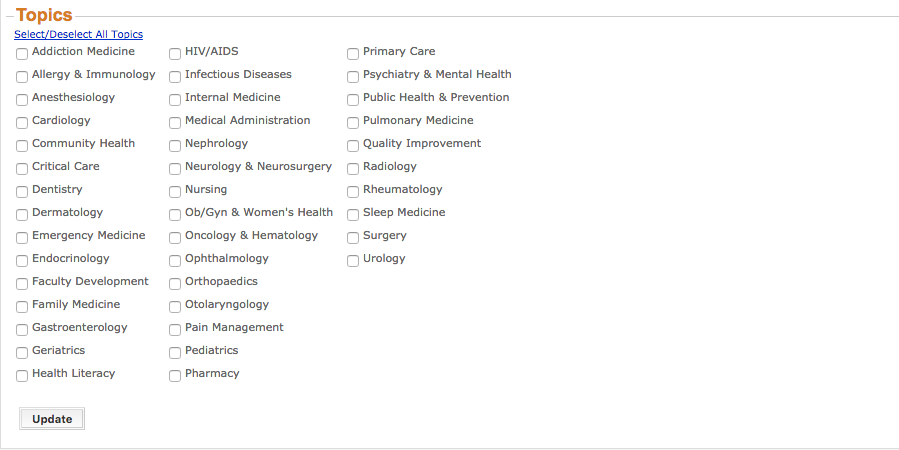 Topics
Select/Deselect All Topics
Addiction Medicine
Allergy & Immunology
Anesthesiology
Cardiology
Community Health
Critical Care
Dentistry
Dermatology
Emergency Medicine
Endocrinology
Faculty Development
Family Medicine
Gastroenterology
Geriatrics
Health Literacy
HIV/AIDS
Infectious Diseases
Internal Medicine
Medical Administration
Nephrology
Neurology & Neurosurgery
Nursing
Ob/Gyn & Women's Health
Oncology & Hematology
Ophthalmology
Orthopaedics
Otolaryngology
Pain Management
Pediatrics
Pharmacy
Primary Care
Psychiatry & Mental Health
Public Health & Prevention
Pulmonary Medicine
Quality Improvement
Radiology
Rheumatology
Sleep Medicine
Surgery
Urology
Update